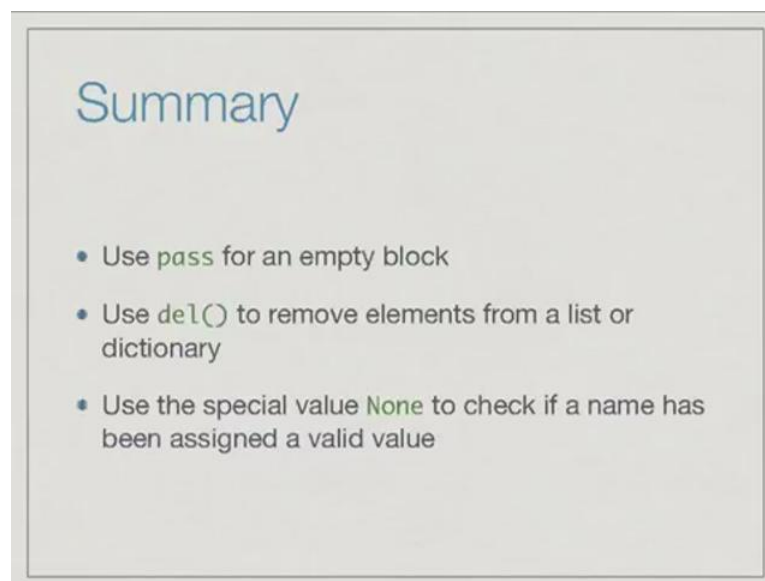 Summary
• Use pass for an empty block
• Use del() to remove elements from a list or
dictionary
• Use the special value None to check if a name has
been assigned a valid value